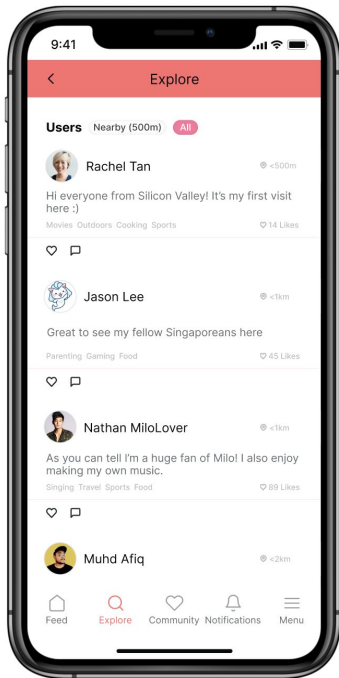 9:41
Explore
Users Nearby (500m) All
Rachel Tan <500m
Hi everyone from Silicon Valley! It's my first visit
here :)
Movies Outdoors Cooking Sports 14 Likes
Jason Lee <1km
Great to see my fellow Singaporeans here
Parenting Gaming Food 45 Likes
Nathan MiloLover <1km
As you can tell I'm a huge fan of Milo! I also enjoy
making my own music.
Singing Travel Sports Food 89 Likes
Muhd Afiq <2km
Feed Explore Community Notifications Menu